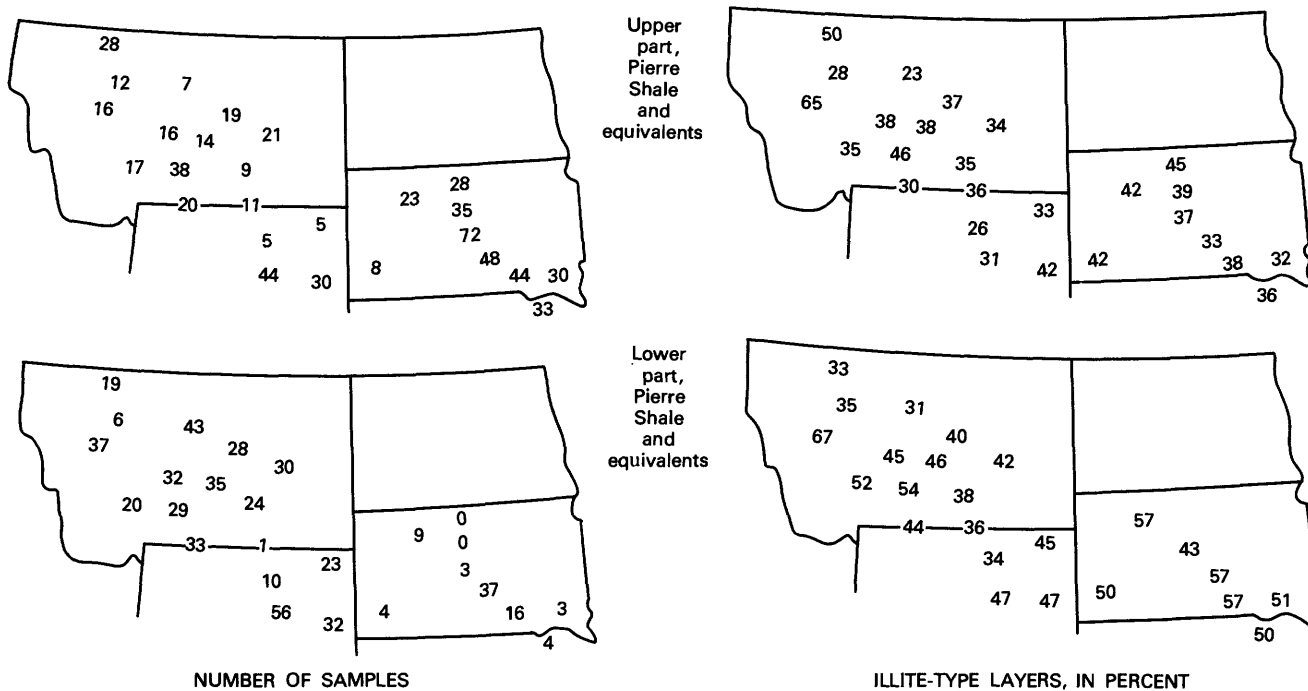 28
12 7
16
19
16 14 21
17 38 9
20 11
5
5
44 30
28
23
35
72
48
8 44 30
33
Upper
part,
Pierre
Shale
and
equivalents
50
28 23
65 37
38 38 34
35 46 35
30 36
33
26
31 42
45
42 39
37
33
42 38 32
36
19
6 43
37 28
32 35 30
20 29 24
33 1
23
10
56 32
0
9 0
3
37
4 16 3
4
Lower
part,
Pierre
Shale
and
equivalents
33
35 31
67 40
45 46 42
52 54 38
44 36
45
34
47 47
57
43
57
50 57 51
50
NUMBER OF SAMPLES
ILLITE-TYPE LAYERS, IN PERCENT